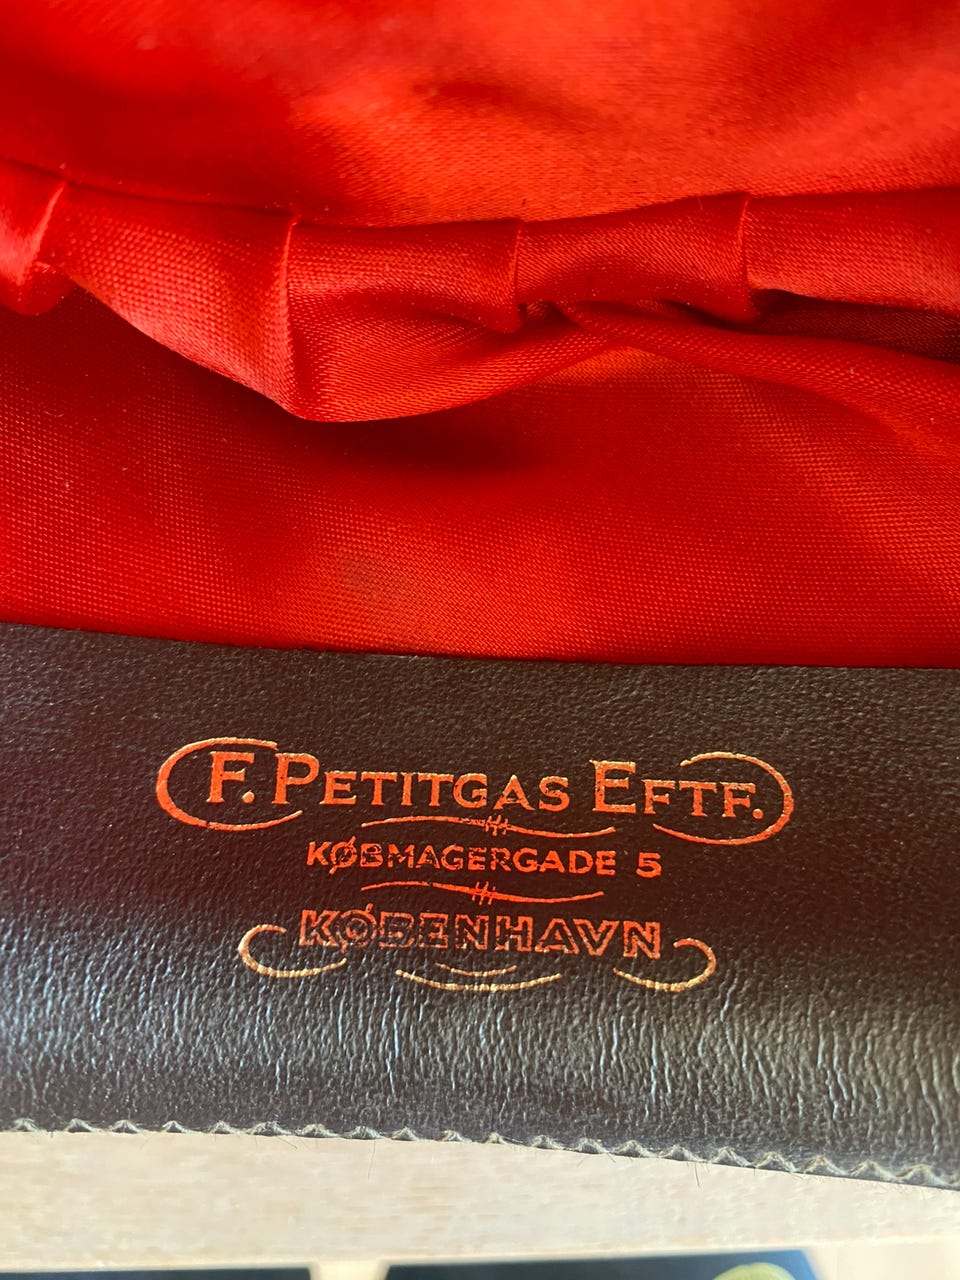 F. PETITGAS EFTF.
KØBMAGERGADE 5
KØBENHAVN